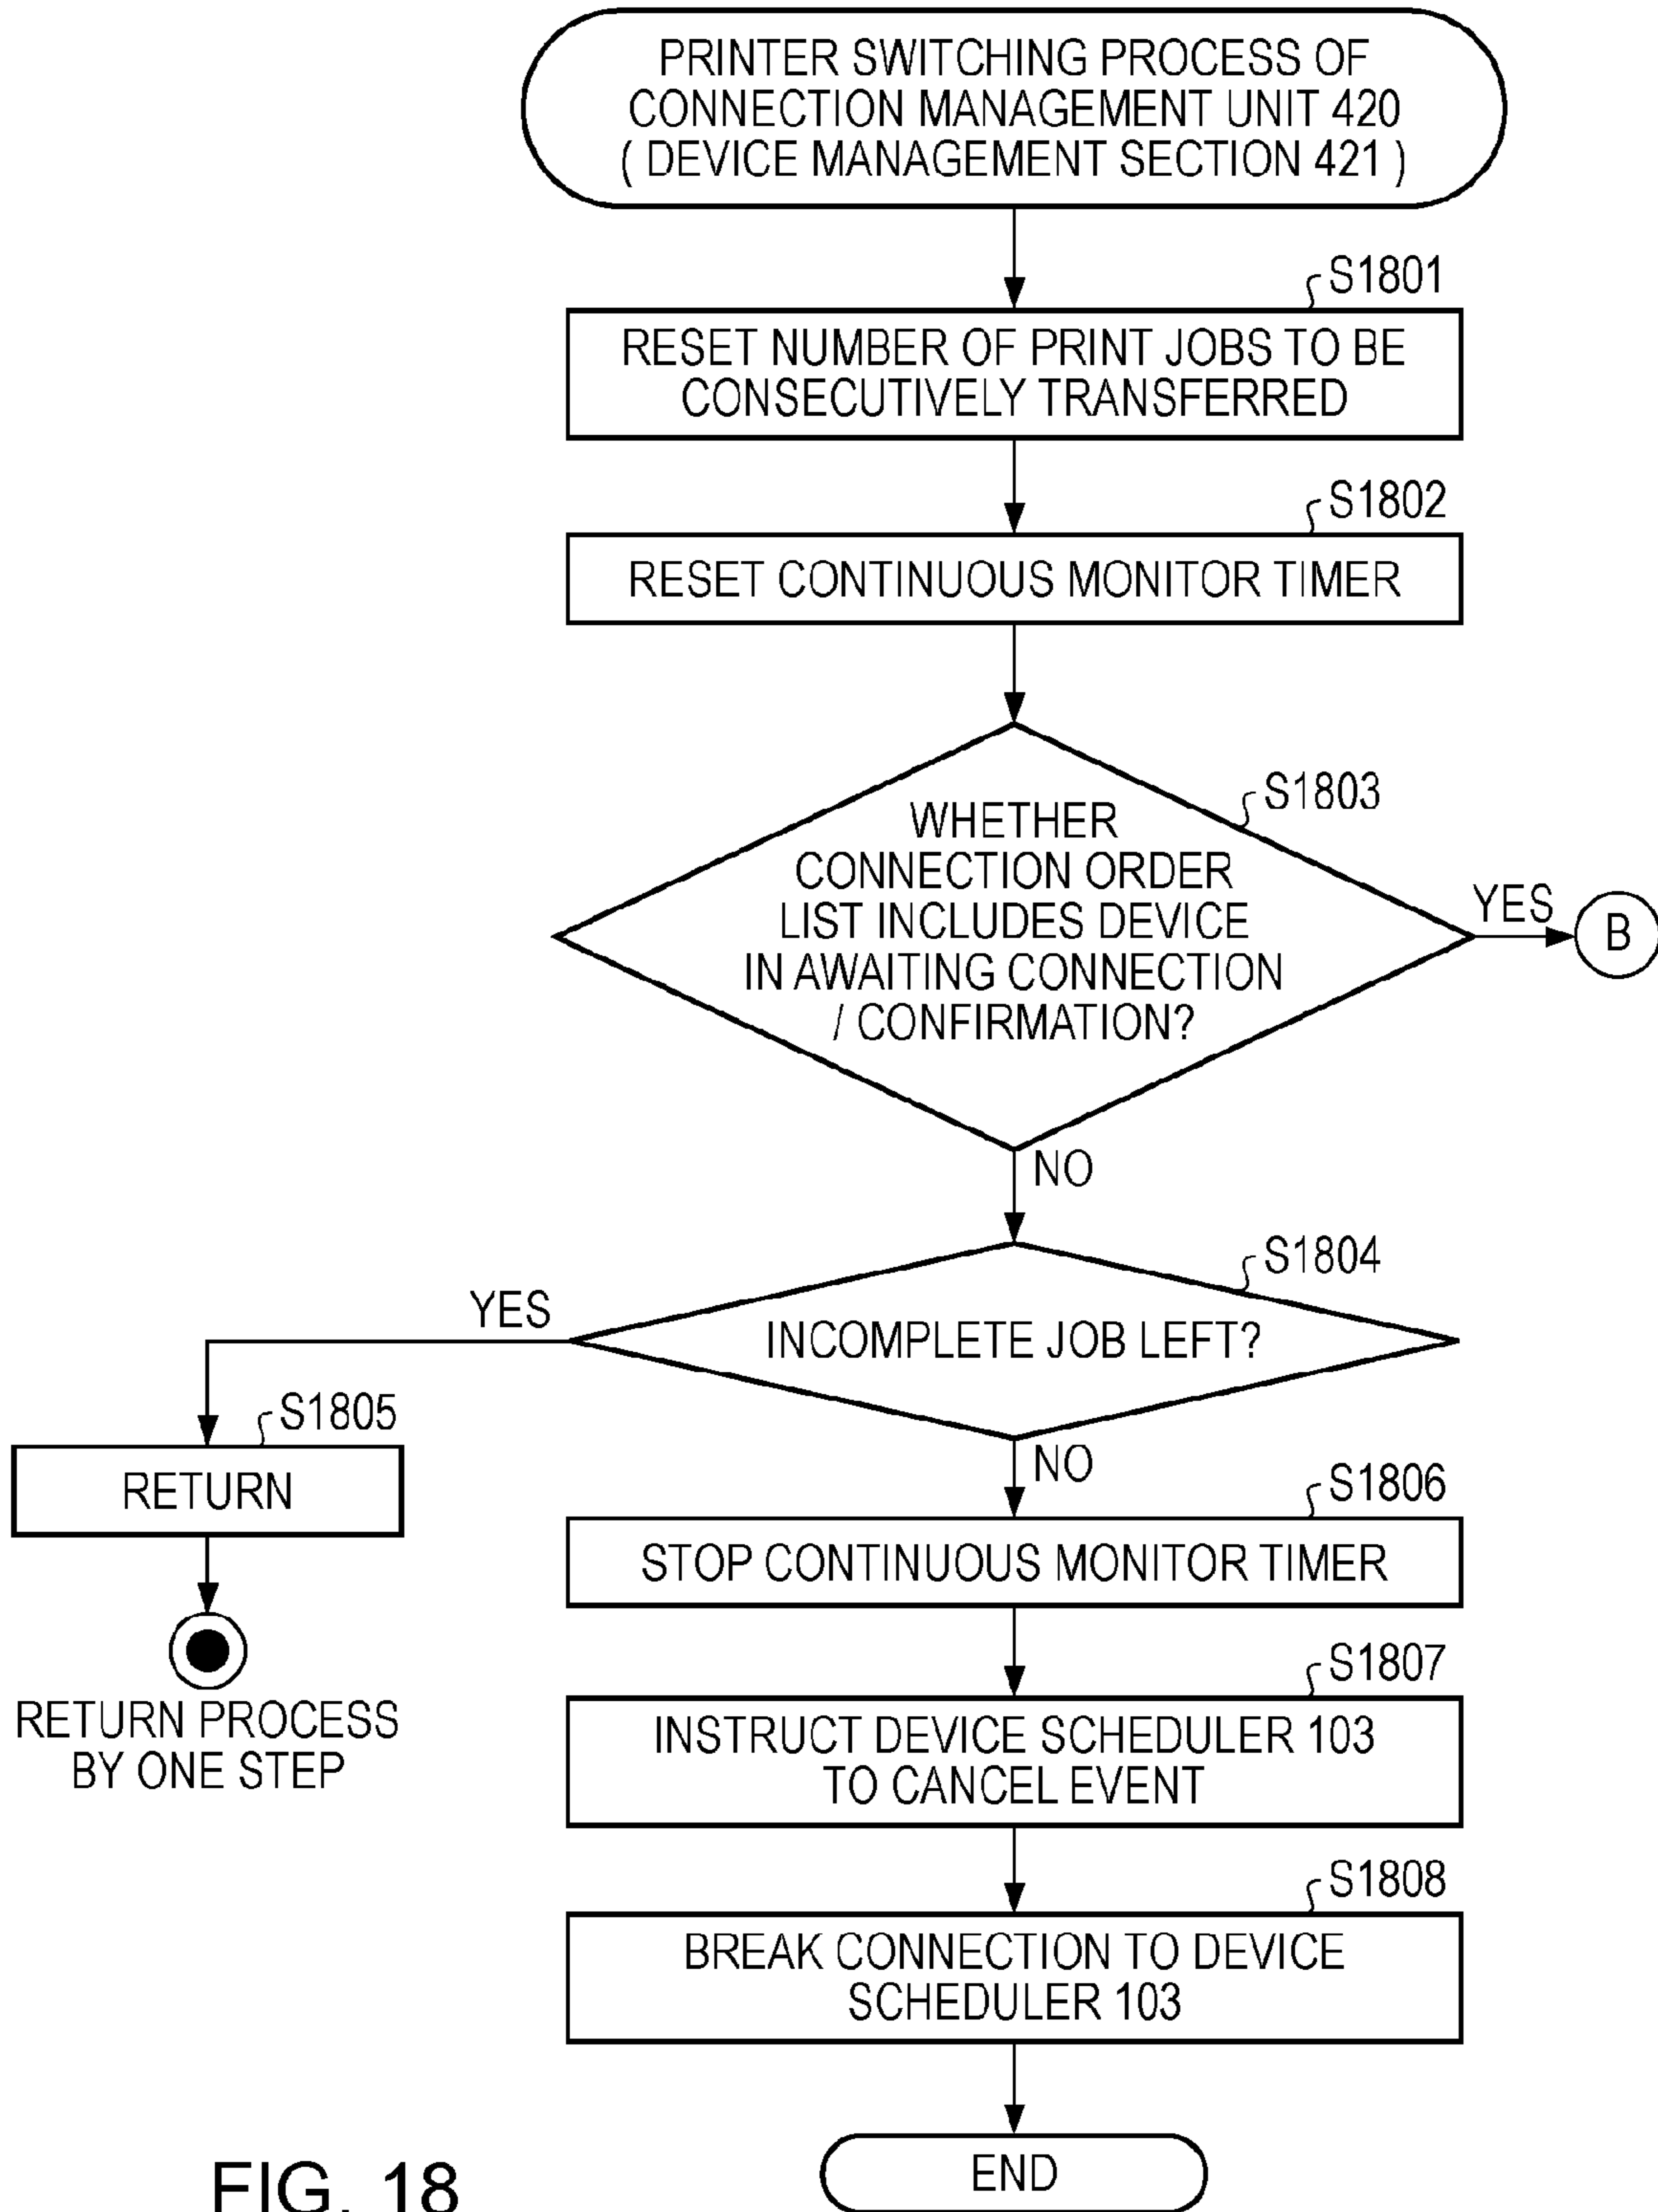 PRINTER SWITCHING PROCESS OF
CONNECTION MANAGEMENT UNIT 420
( DEVICE MANAGEMENT SECTION 421 )
S1801
RESET NUMBER OF PRINT JOBS TO BE
CONSECUTIVELY TRANSFERRED
S1802
RESET CONTINUOUS MONITOR TIMER
S1803
WHETHER
CONNECTION ORDER
LIST INCLUDES DEVICE
IN AWAITING CONNECTION
/ CONFIRMATION?
YES
B
NO
S1804
INCOMPLETE JOB LEFT?
YES
S1805
RETURN
RETURN PROCESS
BY ONE STEP
NO
S1806
STOP CONTINUOUS MONITOR TIMER
S1807
INSTRUCT DEVICE SCHEDULER 103
TO CANCEL EVENT
S1808
BREAK CONNECTION TO DEVICE
SCHEDULER 103
END
FIG. 18